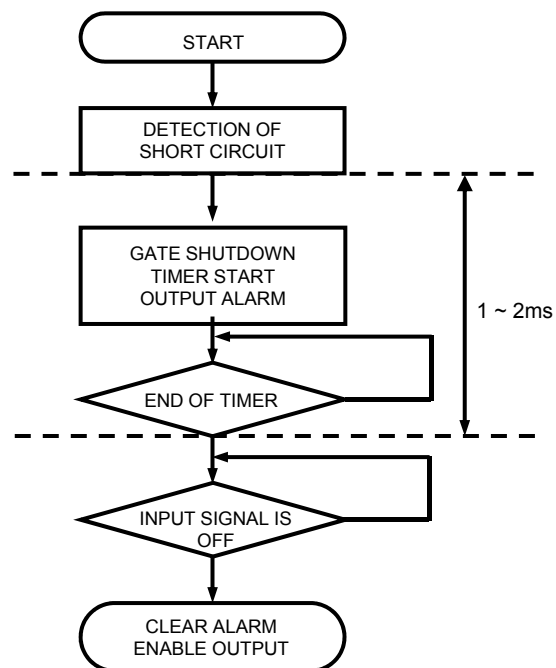 START
DETECTION OF
SHORT CIRCUIT
GATE SHUTDOWN
TIMER START
OUTPUT ALARM
1 ~ 2ms
END OF TIMER
INPUT SIGNAL IS
OFF
CLEAR ALARM
ENABLE OUTPUT